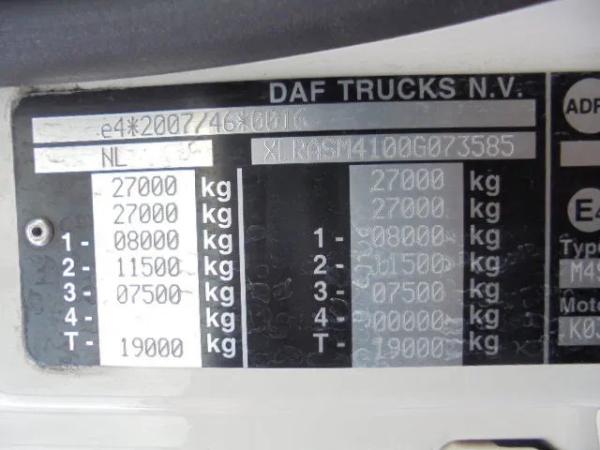 DAF TRUCKS N.V.
ADR
e4*2007/46*0016
NL XLRASM4100G073585
27000 kg 27000 kg
27000 kg 27000 kg
1 - 08000 kg 1 - 08000 kg
2 - 11500 kg 2 - 11500 kg
3 - 07500 kg 3 - 07500 kg
4 - kg 4 - 00000 kg
T - 19000 kg T - 19000 kg
E4
Type
Moto